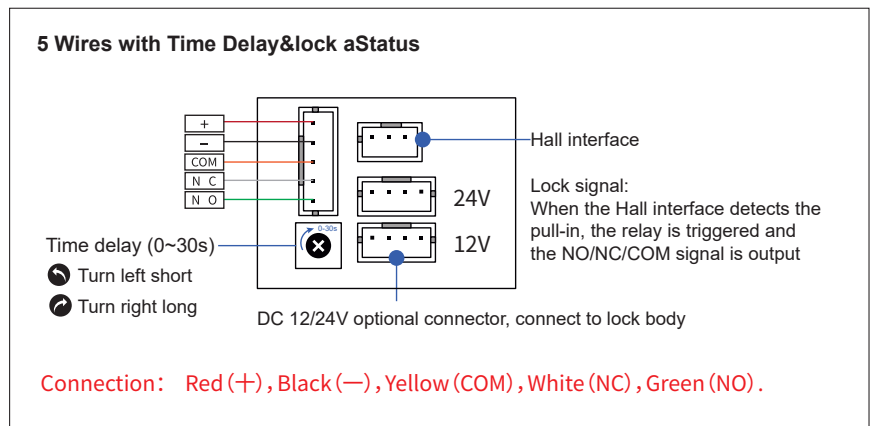 5 Wires with Time Delay&lock aStatus
+
−
COM
N C
N O
Hall interface
Lock signal:
When the Hall interface detects the
pull-in, the relay is triggered and
the NO/NC/COM signal is output
24V
12V
0-30s
Time delay (0~30s)
Turn left short
Turn right long
DC 12/24V optional connector, connect to lock body
Connection: Red(+),Black(—),Yellow(COM),White(NC),Green(NO).